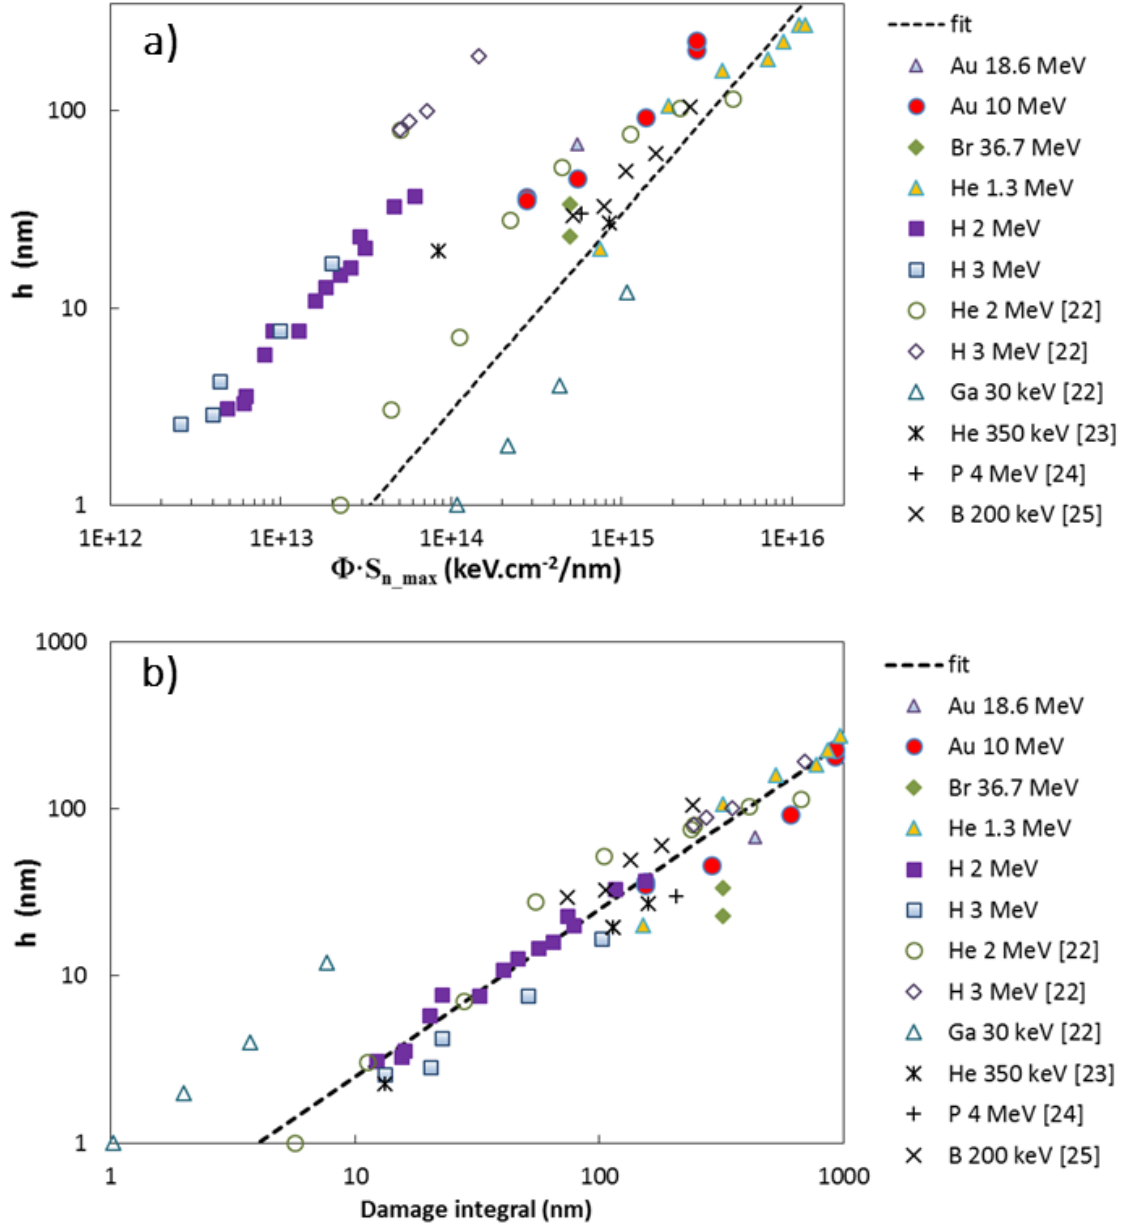 a)
100
10
1
h (nm)
1E+12 1E+13 1E+14 1E+15 1E+16
Φ·Sn_max (keV.cm-2/nm)
fit
Au 18.6 MeV
Au 10 MeV
Br 36.7 MeV
He 1.3 MeV
H 2 MeV
H 3 MeV
He 2 MeV [22]
H 3 MeV [22]
Ga 30 keV [22]
He 350 keV [23]
P 4 MeV [24]
B 200 keV [25]
b)
1000
100
10
1
h (nm)
1 10 100 1000
Damage integral (nm)
fit
Au 18.6 MeV
Au 10 MeV
Br 36.7 MeV
He 1.3 MeV
H 2 MeV
H 3 MeV
He 2 MeV [22]
H 3 MeV [22]
Ga 30 keV [22]
He 350 keV [23]
P 4 MeV [24]
B 200 keV [25]